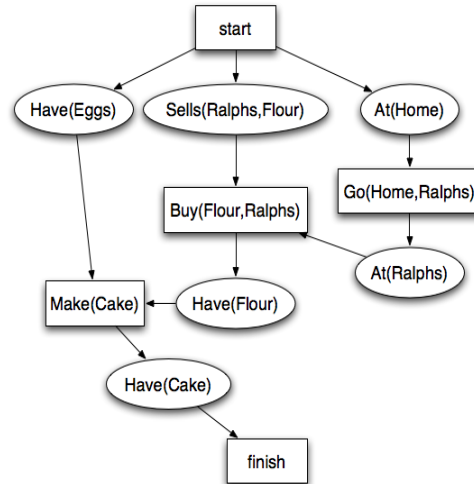 start
Have(Eggs)
Sells(Ralphs,Flour)
At(Home)
Go(Home,Ralphs)
Buy(Flour,Ralphs)
At(Ralphs)
Make(Cake)
Have(Flour)
Have(Cake)
finish